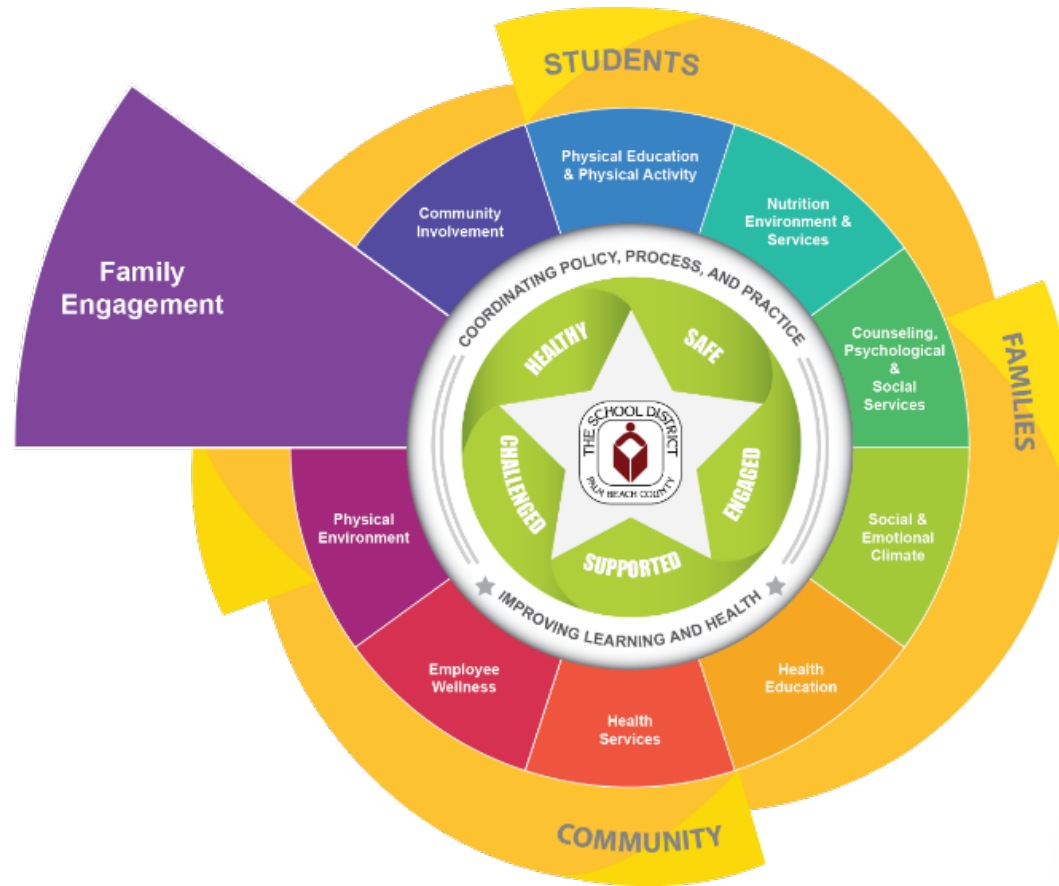 STUDENTS
FAMILIES
COMMUNITY
Family
Engagement
Community
Involvement
Physical Education
& Physical Activity
Nutrition
Environment &
Services
Counseling,
Psychological
&
Social
Services
Social &
Emotional
Climate
Health
Education
Health
Services
Employee
Wellness
Physical
Environment
COORDINATING POLICY, PROCESS, AND PRACTICE
IMPROVING LEARNING AND HEALTH
HEALTHY
SAFE
ENGAGED
SUPPORTED
CHALLENGED
THE SCHOOL DISTRICT
PALM BEACH COUNTY